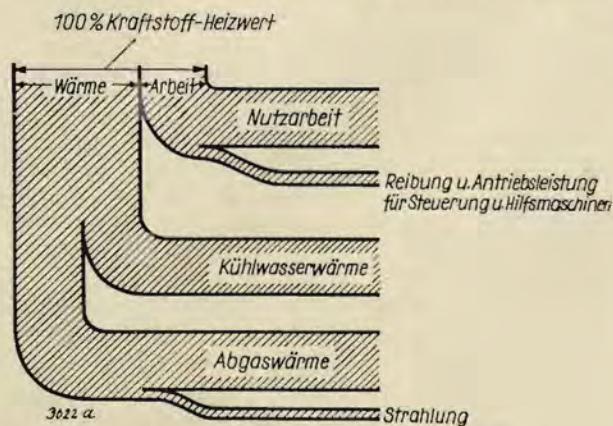 100% Kraftstoff-Heizwert
Wärme
Arbeit
Nutzarbeit
Reibung u. Antriebsleistung
für Steuerung u. Hilfsmaschinen
Kühlwasserwärme
Abgaswärme
3622 a
Strahlung